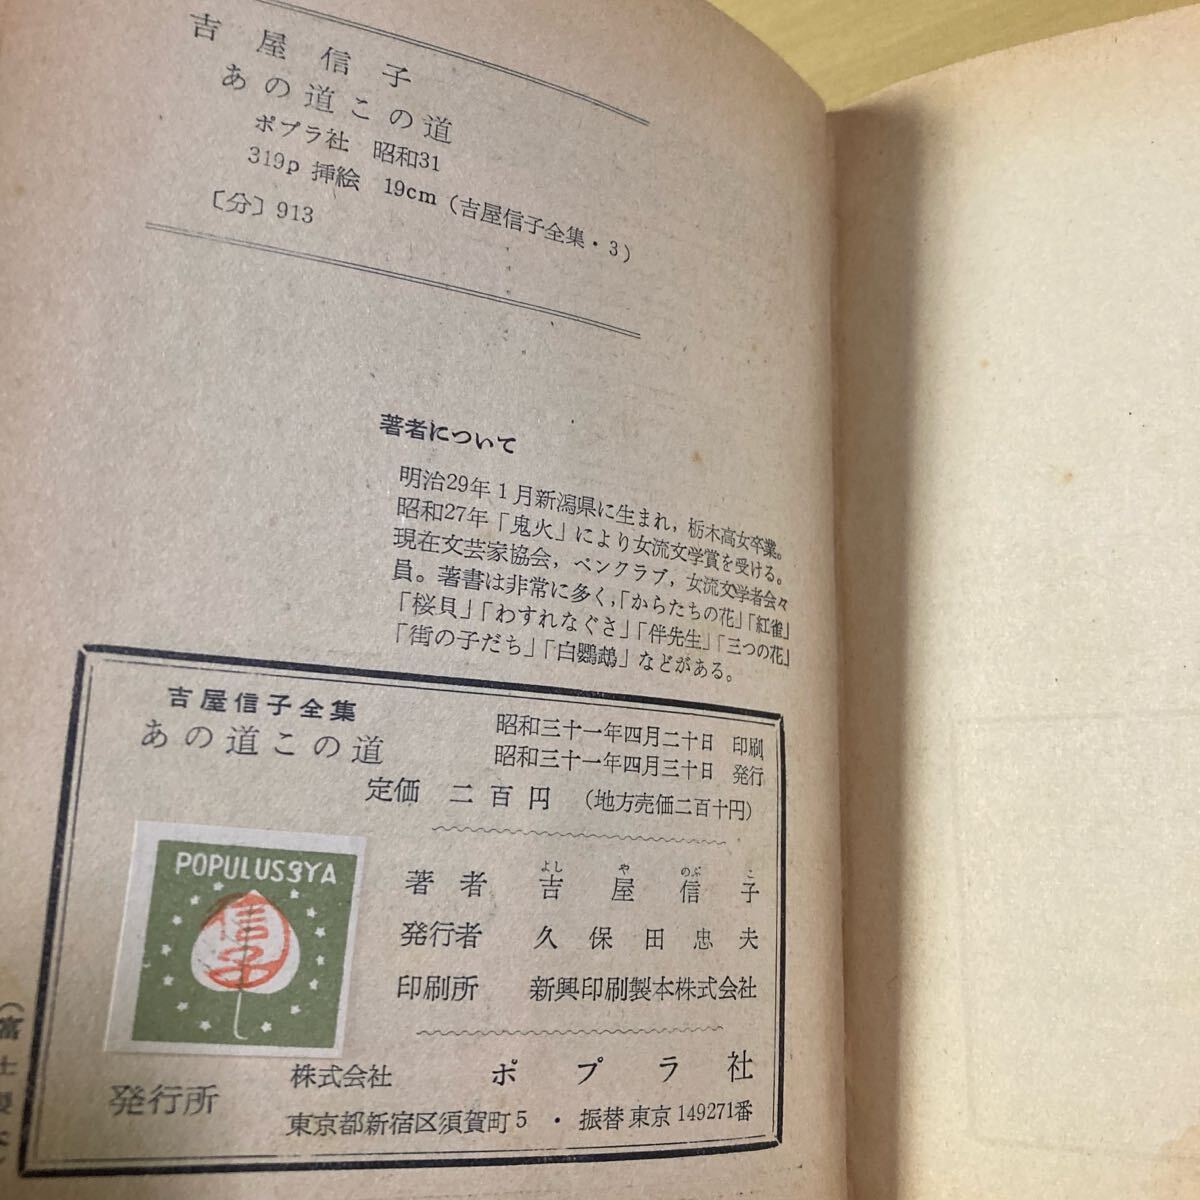 吉屋信子
あの道この道
ポプラ社 昭和31
319p 挿絵 19cm (吉屋信子全集・3)
〔分〕913
著者について
明治29年1月新潟県に生まれ，栃木高女卒業。
昭和27年「鬼火」により女流文学賞を受ける。
現在文芸家協会，ペンクラブ，女流文学者会々
員。著書は非常に多く，「からたちの花」「紅雀」
「桜貝」「わすれなぐさ」「伴先生」「三つの花」
「街の子だち」「白鸚鵡」などがある。
吉屋信子全集
あの道この道
昭和三十一年四月二十日 印刷
昭和三十一年四月三十日 発行
定価 二百円 （地方売価二百十円）
POPULUSSYA
信子
よし や のぶ こ
著者 吉屋信子
発行者 久保田忠夫
印刷所 新興印刷製本株式会社
発行所 株式会社 ポプラ社
東京都新宿区須賀町5・振替東京149271番
（富士製本